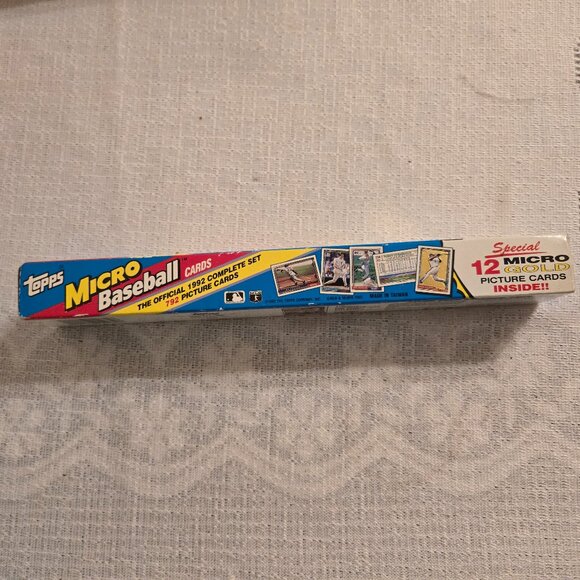 Topps
MICRO
Baseball™
CARDS
THE OFFICIAL 1992 COMPLETE SET
792 PICTURE CARDS
MADE IN TAIWAN
Special
12 MICRO
GOLD
PICTURE CARDS
INSIDE!!